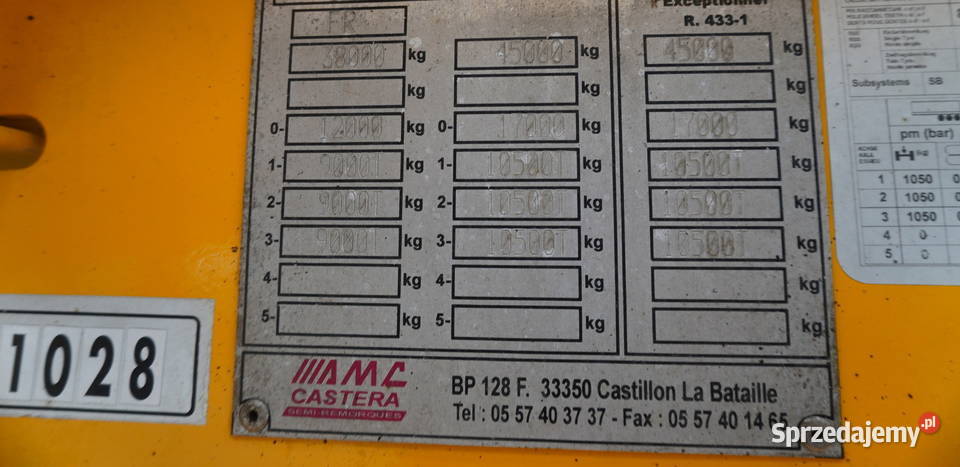 Exceptionnel
FR R. 433-1
38000 kg 45000 kg 45000 kg
kg kg kg
0- 12000 kg 0- 17000 kg 17000 kg
1- 9000T kg 1- 10500T kg 10500T kg
2- 9000T kg 2- 10500T kg 10500T kg
3- 9000T kg 3- 10500T kg 10500T kg
4- kg 4- kg kg
5- kg 5- kg kg
AMC
CASTERA
SEMI-REMORQUES
BP 128 F. 33350 Castillon La Bataille
Tel : 05 57 40 37 37 - Fax : 05 57 40 14 65
1028
Subsystems SB
pm (bar)
1 1050 0
2 1050 0
3 1050 0
4 0
5 0
Sprzedajemy.pl